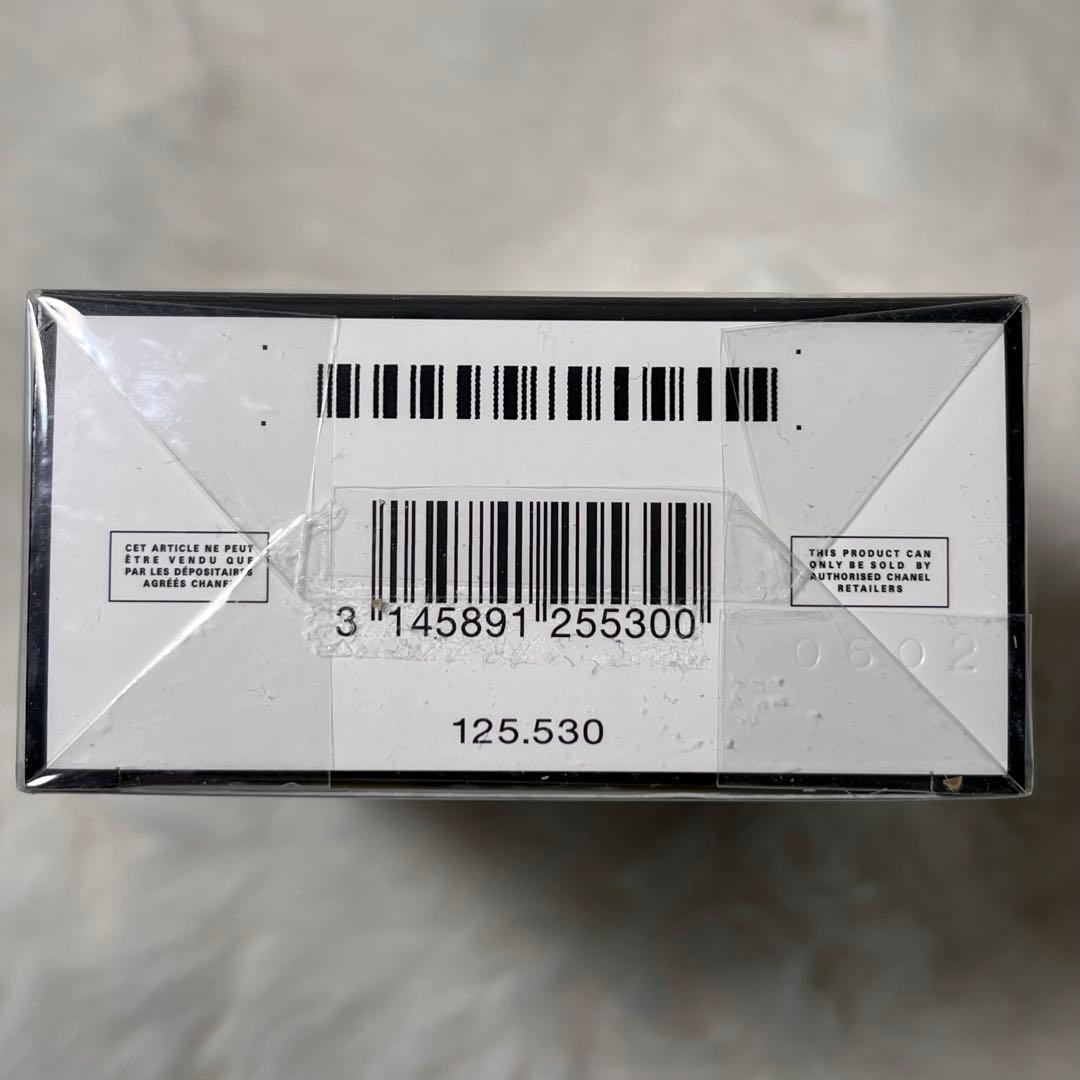 CET ARTICLE NE PEUT
ÊTRE VENDU QUE
PAR LES DÉPOSITAIRES
AGRÉÉS CHANEL
THIS PRODUCT CAN
ONLY BE SOLD BY
AUTHORISED CHANEL
RETAILERS
3 145891 255300
0602
125.530